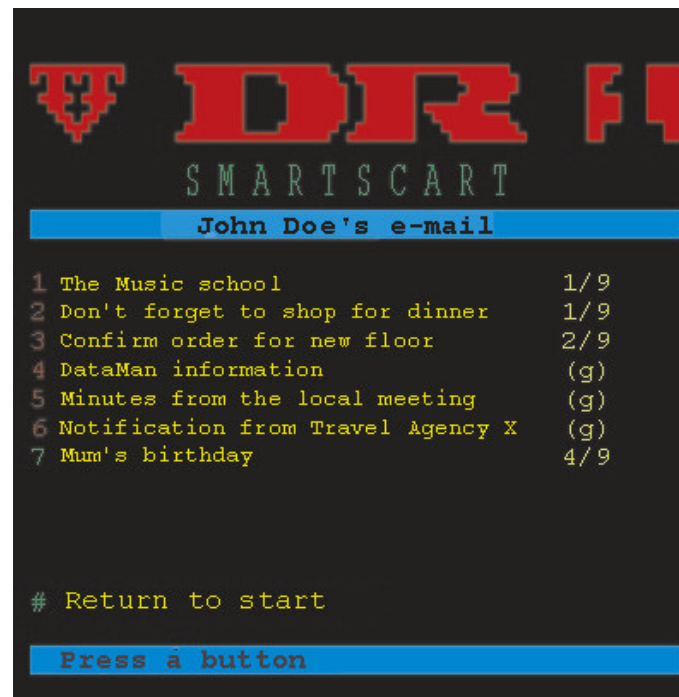 DR
SMARTSCART
John Doe's e-mail
1 The Music school 1/9
2 Don't forget to shop for dinner 1/9
3 Confirm order for new floor 2/9
4 DataMan information (g)
5 Minutes from the local meeting (g)
6 Notification from Travel Agency X (g)
7 Mum's birthday 4/9
# Return to start
Press a button